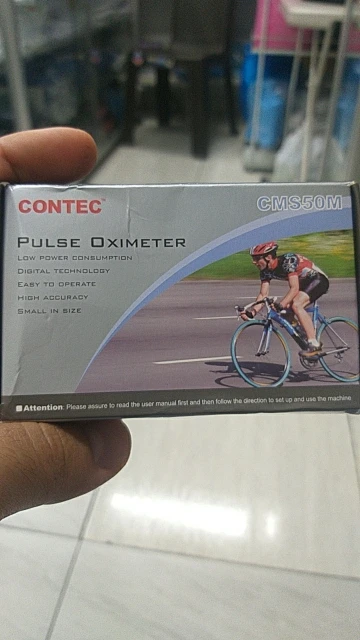 CONTEC™
CMS50M
PULSE OXIMETER
LOW POWER CONSUMPTION
DIGITAL TECHNOLOGY
EASY TO OPERATE
HIGH ACCURACY
SMALL IN SIZE
■Attention: Please assure to read the user manual first and then follow the direction to set up and use the machine